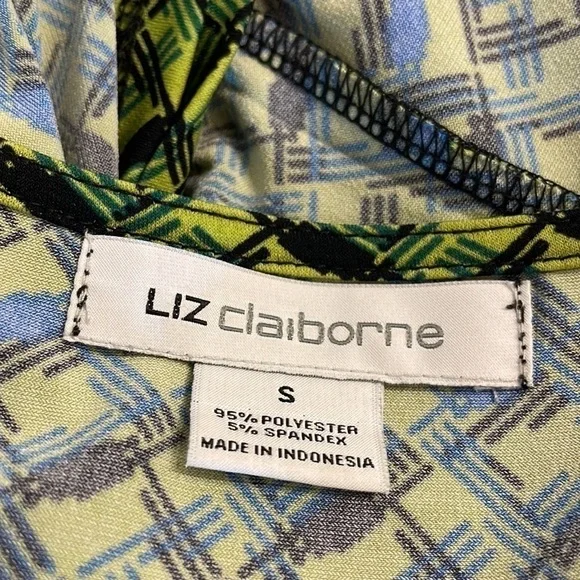 LIZ claiborne
S
95% POLYESTER
5% SPANDEX
MADE IN INDONESIA